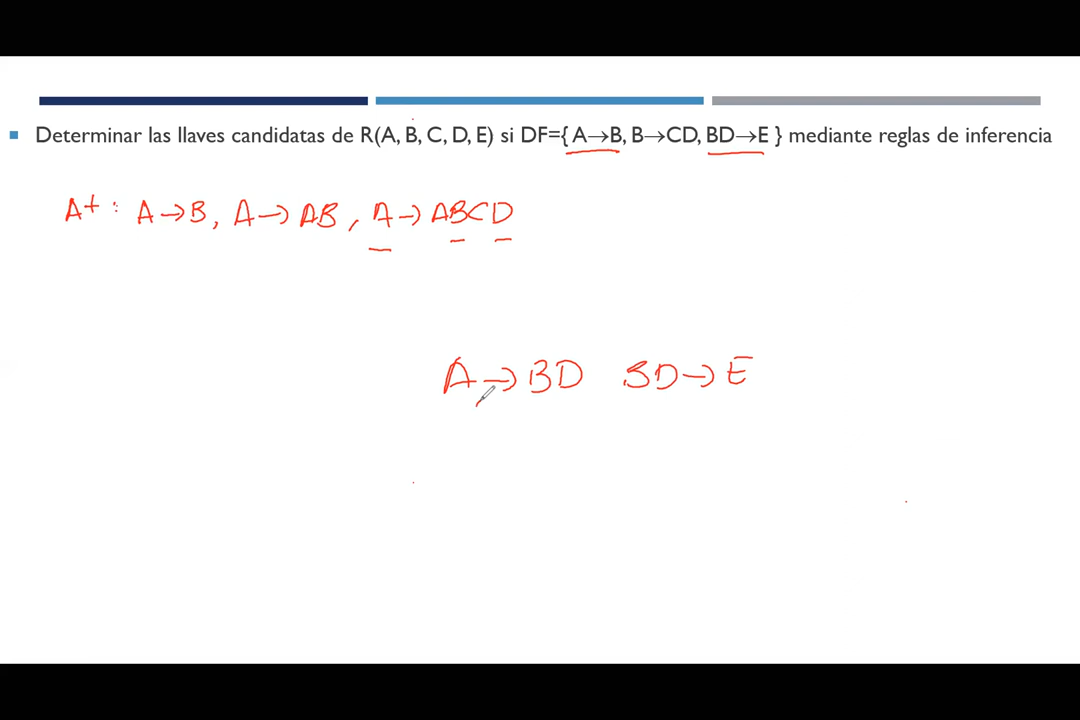 Determinar las llaves candidatas de R(A, B, C, D, E) si DF={ A→B, B→CD, BD→E } mediante reglas de inferencia
A+ : A→B, A→AB, A→ABCD
A→BD BD→E